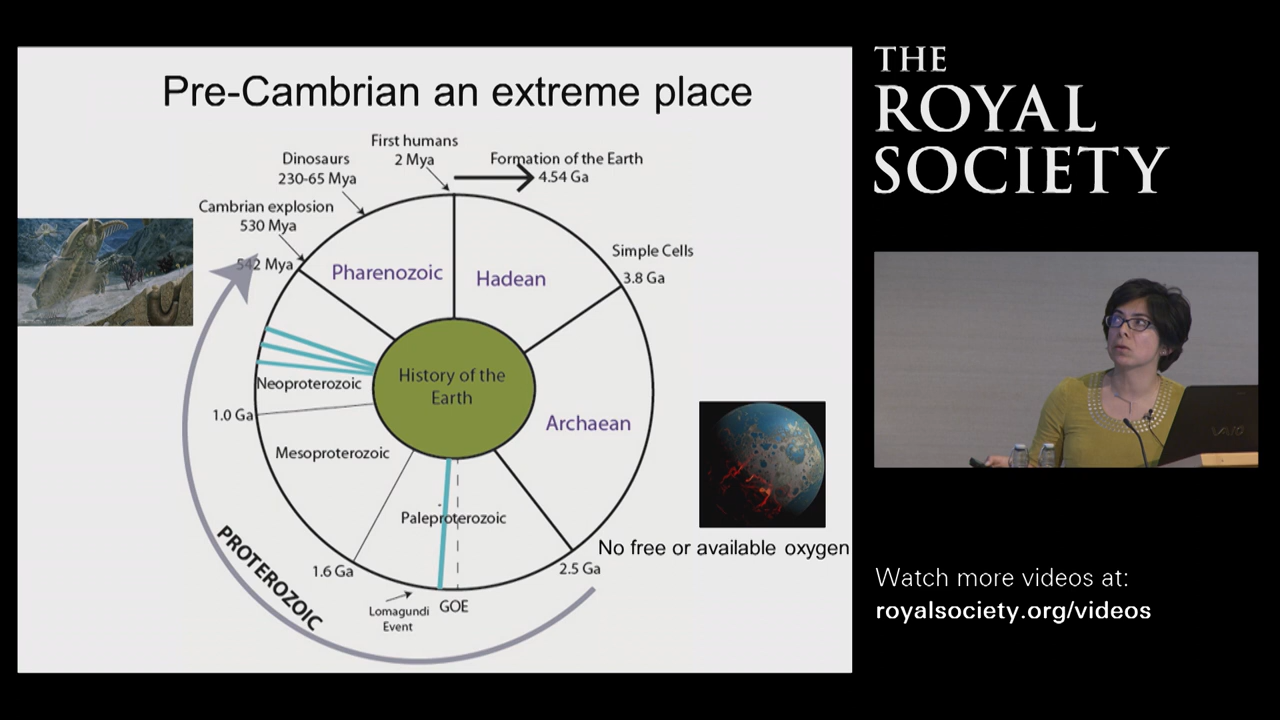 Pre-Cambrian an extreme place
First humans
2 Mya
Formation of the Earth
4.54 Ga
Dinosaurs
230-65 Mya
Cambrian explosion
530 Mya
542 Mya
Simple Cells
3.8 Ga
Pharenozoic
Hadean
History of the
Earth
Neoproterozoic
1.0 Ga
Archaean
Mesoproterozoic
Paleproterozoic
No free or available oxygen
PROTEROZOIC
1.6 Ga
2.5 Ga
Lomagundi
Event
GOE
THE
ROYAL
SOCIETY
VAIO
Watch more videos at:
royalsociety.org/videos